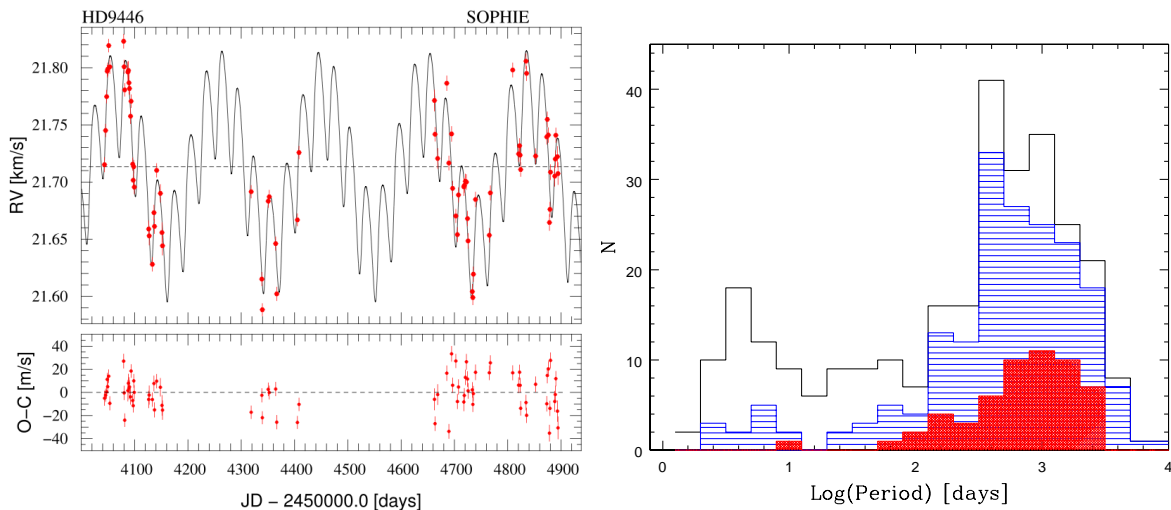 HD9446 SOPHIE
RV [km/s]
21.80
21.75
21.70
21.65
21.60
O−C [m/s]
40
20
0
−20
−40
4100 4200 4300 4400 4500 4600 4700 4800 4900
JD − 2450000.0 [days]
N
40
30
20
10
0
0 1 2 3 4
Log(Period) [days]